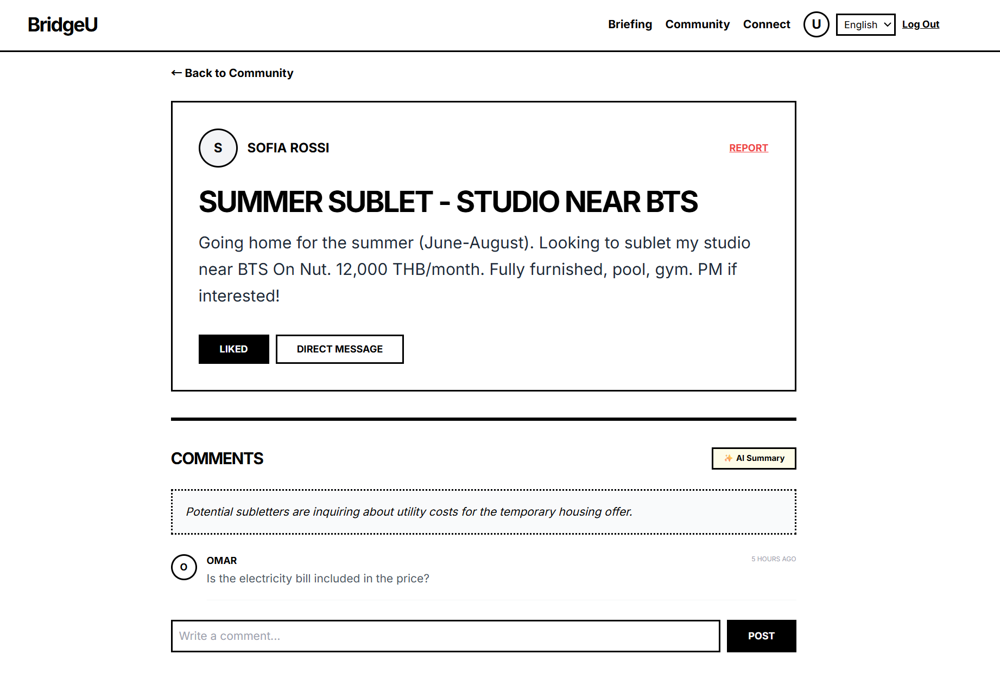 BridgeU
Briefing Community Connect U English Log Out
← Back to Community
S SOFIA ROSSI REPORT
SUMMER SUBLET - STUDIO NEAR BTS
Going home for the summer (June-August). Looking to sublet my studio
near BTS On Nut. 12,000 THB/month. Fully furnished, pool, gym. PM if
interested!
LIKED DIRECT MESSAGE
COMMENTS ✨ AI Summary
Potential subletters are inquiring about utility costs for the temporary housing offer.
O OMAR 5 HOURS AGO
Is the electricity bill included in the price?
Write a comment... POST